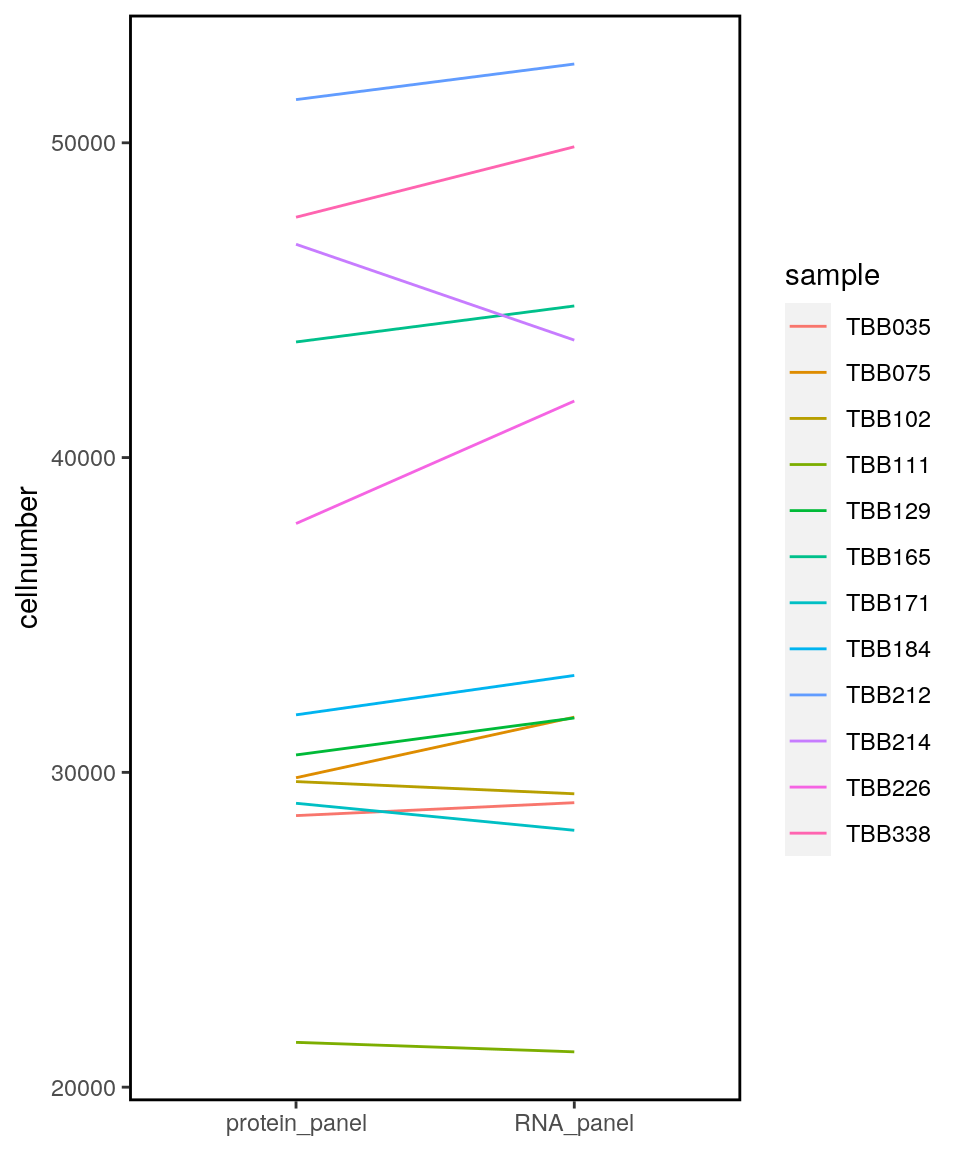 50000
40000
30000
20000
cellnumber
protein_panel
RNA_panel
sample
TBB035
TBB075
TBB102
TBB111
TBB129
TBB165
TBB171
TBB184
TBB212
TBB214
TBB226
TBB338